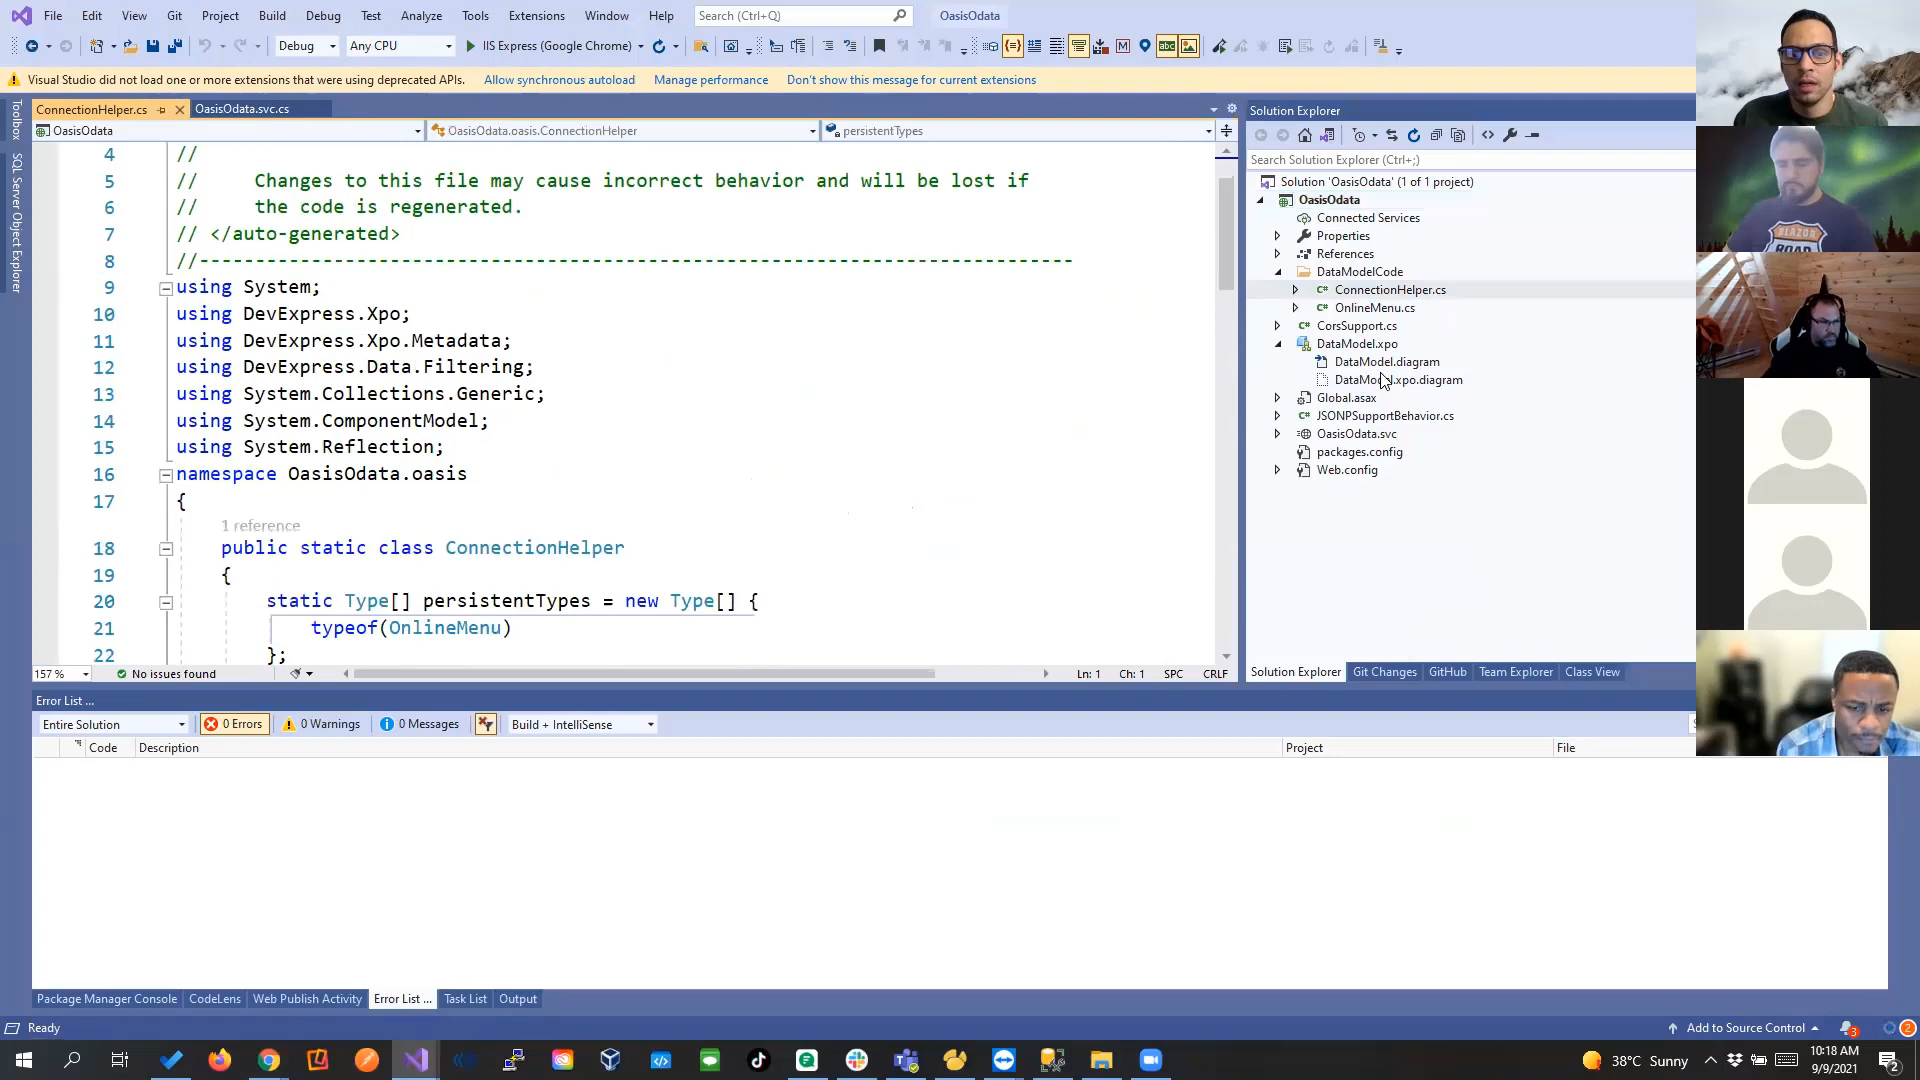 File Edit View Git Project Build Debug Test Analyze Tools Extensions Window Help Search (Ctrl+Q) OasisOdata
Debug Any CPU IIS Express (Google Chrome)
Visual Studio did not load one or more extensions that were using deprecated APIs. Allow synchronous autoload Manage performance Don't show this message for current extensions
Toolbox
SQL Server Object Explorer
ConnectionHelper.cs OasisOdata.svc.cs
OasisOdata OasisOdata.oasis.ConnectionHelper persistentTypes
4 //
5 // Changes to this file may cause incorrect behavior and will be lost if
6 // the code is regenerated.
7 // </auto-generated>
8 //------------------------------------------------------------------------------
9 using System;
10 using DevExpress.Xpo;
11 using DevExpress.Xpo.Metadata;
12 using DevExpress.Data.Filtering;
13 using System.Collections.Generic;
14 using System.ComponentModel;
15 using System.Reflection;
16 namespace OasisOdata.oasis
17 {
1 reference
18 public static class ConnectionHelper
19 {
20 static Type[] persistentTypes = new Type[] {
21 typeof(OnlineMenu)
22 };
157 % No issues found Ln: 1 Ch: 1 SPC CRLF
Solution Explorer
Search Solution Explorer (Ctrl+;)
Solution 'OasisOdata' (1 of 1 project)
OasisOdata
Connected Services
Properties
References
DataModelCode
ConnectionHelper.cs
OnlineMenu.cs
CorsSupport.cs
DataModel.xpo
DataModel.diagram
DataModel.xpo.diagram
Global.asax
JSONPSupportBehavior.cs
OasisOdata.svc
packages.config
Web.config
Solution Explorer Git Changes GitHub Team Explorer Class View
BLAZOR
ROAD
Error List ...
Entire Solution 0 Errors 0 Warnings 0 Messages Build + IntelliSense
Code Description Project File
Package Manager Console CodeLens Web Publish Activity Error List ... Task List Output
Ready Add to Source Control 3 2
38°C Sunny 10:18 AM
9/9/2021 2